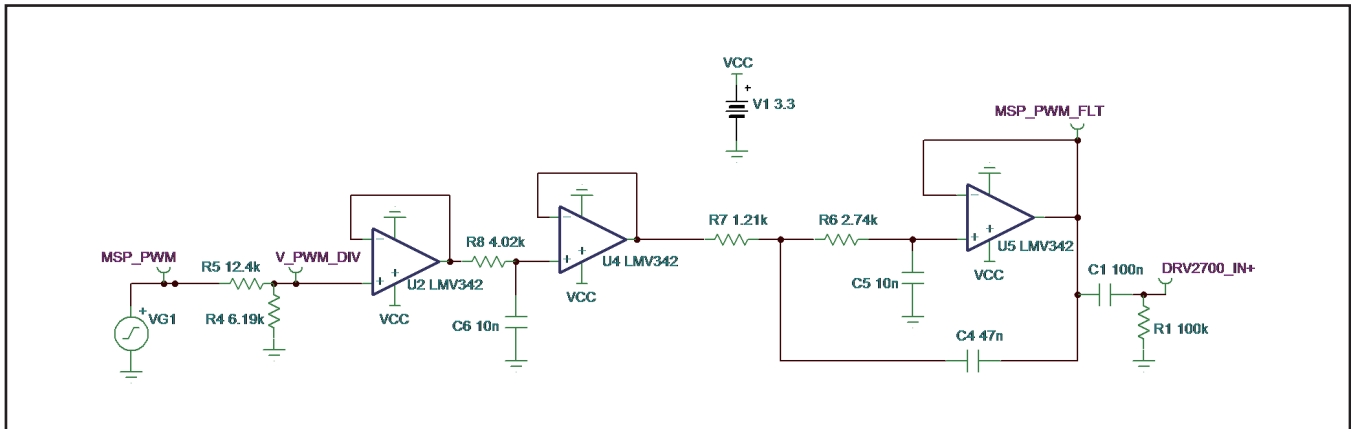 VCC
V1 3.3
MSP_PWM_FLT
MSP_PWM
R5 12.4k
V_PWM_DIV
R4 6.19k
VG1
U2 LMV342
VCC
R8 4.02k
C6 10n
U4 LMV342
VCC
R7 1.21k
R6 2.74k
C5 10n
U5 LMV342
VCC
C4 47n
C1 100n
DRV2700_IN+
R1 100k